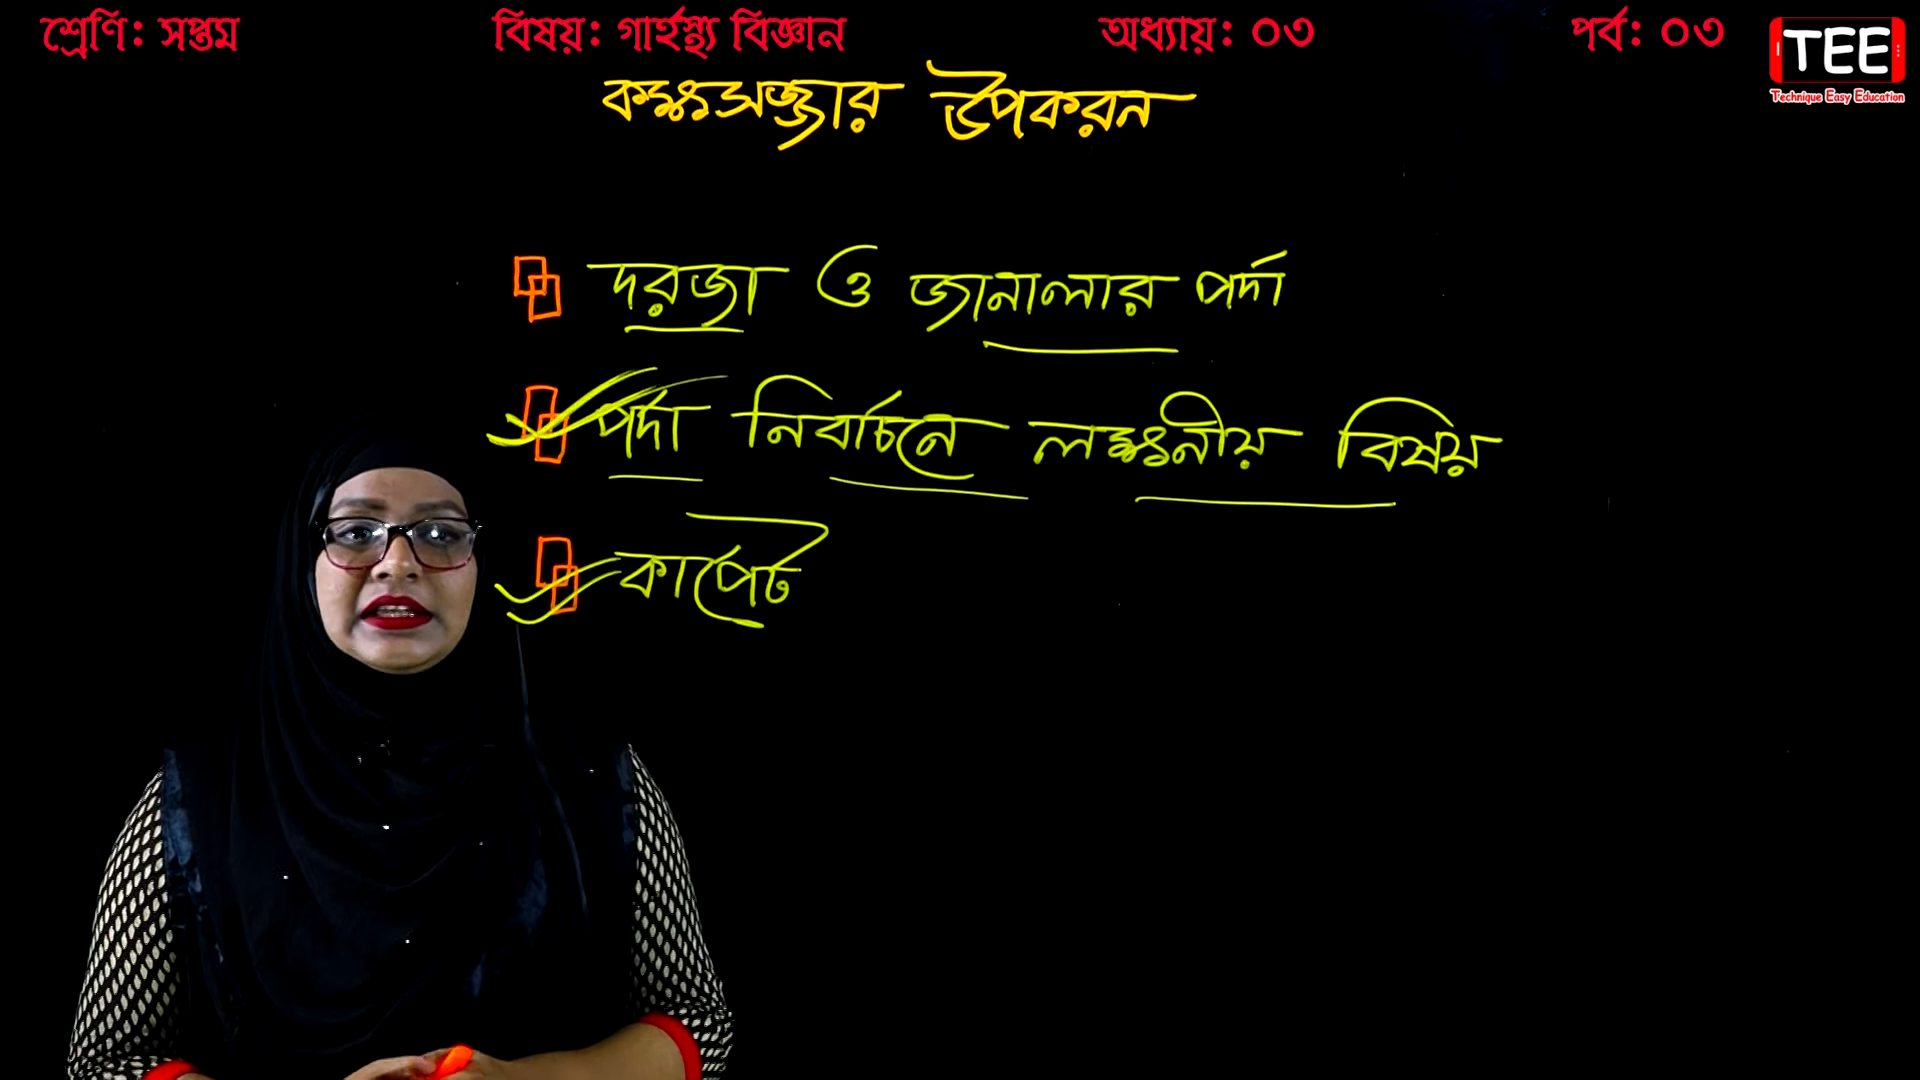 শ্রেণি: সপ্তম বিষয়: গার্হস্থ্য বিজ্ঞান অধ্যায়: ০৩ পর্ব: ০৩
TEE
Technique Easy Education
কক্ষসজ্জার উপকরন
দরজা ও জানালার পর্দা
পর্দা নির্বাচনে লক্ষনীয় বিষয়
কার্পেট